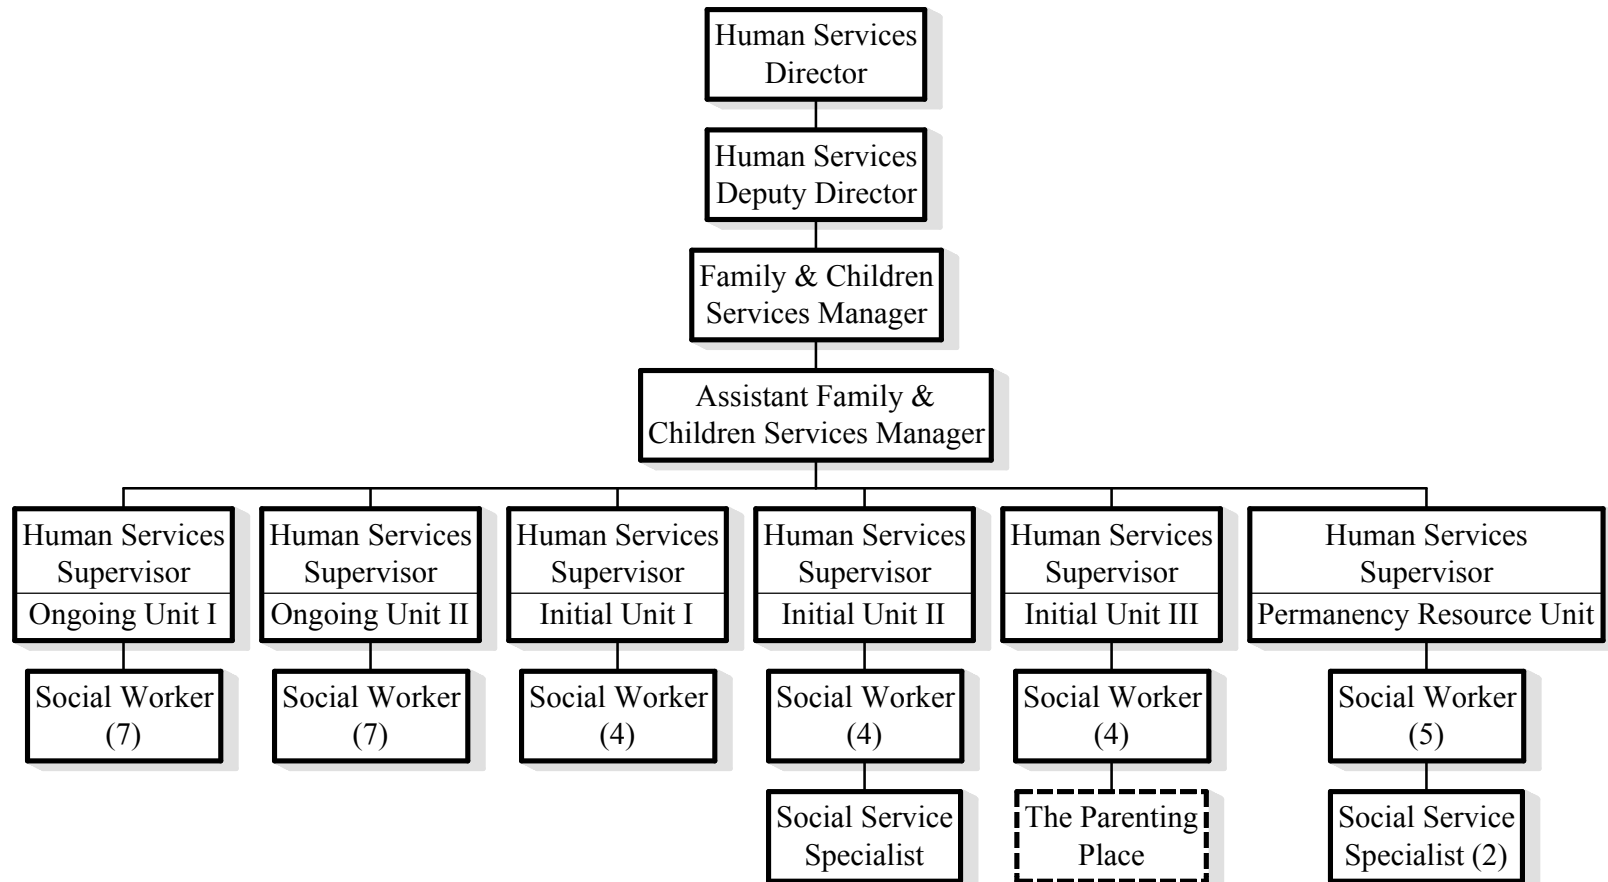 Human Services
Director
Human Services
Deputy Director
Family & Children
Services Manager
Assistant Family &
Children Services Manager
Human Services
Supervisor
Ongoing Unit I
Human Services
Supervisor
Ongoing Unit II
Human Services
Supervisor
Initial Unit I
Human Services
Supervisor
Initial Unit II
Human Services
Supervisor
Initial Unit III
Human Services
Supervisor
Permanency Resource Unit
Social Worker
(7)
Social Worker
(7)
Social Worker
(4)
Social Worker
(4)
Social Worker
(4)
Social Worker
(5)
Social Service
Specialist
The Parenting
Place
Social Service
Specialist (2)